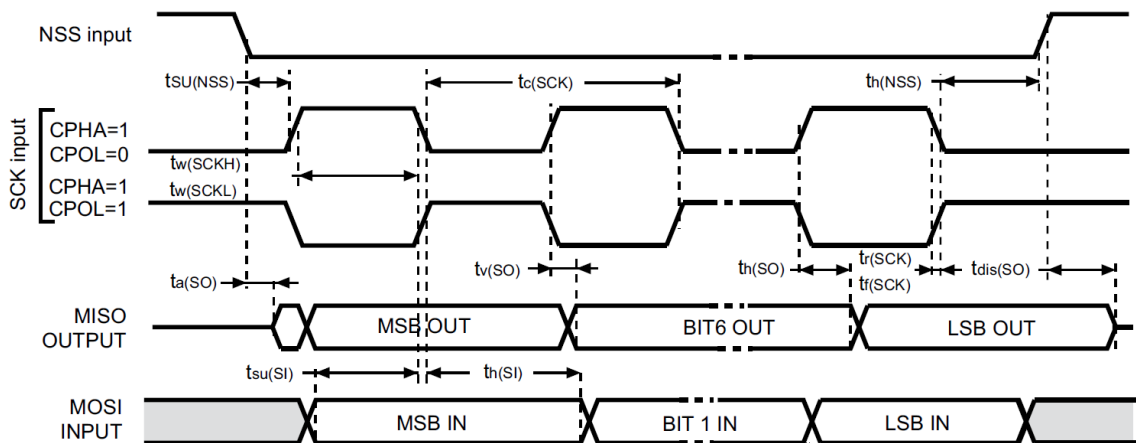 NSS input
tSU(NSS)
tc(SCK)
th(NSS)
SCK input
CPHA=1
CPOL=0
tw(SCKH)
CPHA=1
tw(SCKL)
CPOL=1
ta(SO)
tv(SO)
th(SO)
tr(SCK)
tf(SCK)
tdis(SO)
MISO
OUTPUT
MSB OUT
BIT6 OUT
LSB OUT
tsu(SI)
th(SI)
MOSI
INPUT
MSB IN
BIT 1 IN
LSB IN